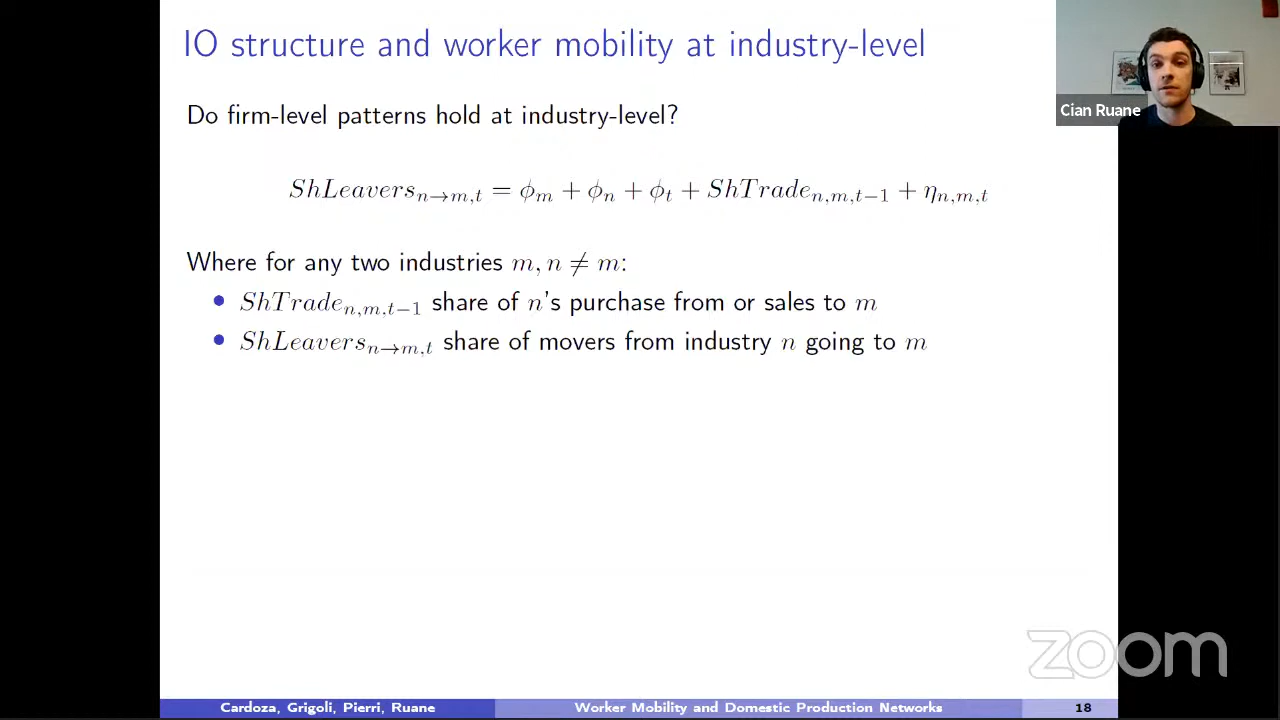 IO structure and worker mobility at industry-level
Cian Ruane
Do firm-level patterns hold at industry-level?
ShLeavers_{n→m,t} = ϕ_m + ϕ_n + ϕ_t + ShTrade_{n,m,t−1} + η_{n,m,t}
Where for any two industries m, n ≠ m:
• ShTrade_{n,m,t−1} share of n's purchase from or sales to m
• ShLeavers_{n→m,t} share of movers from industry n going to m
zoom
Cardoza, Grigoli, Pierri, Ruane Worker Mobility and Domestic Production Networks 18